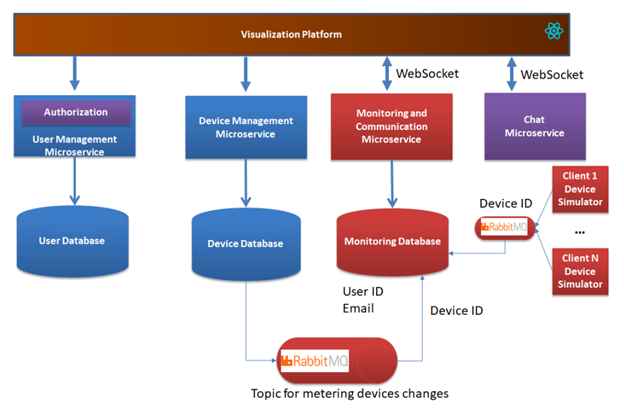 Visualization Platform
WebSocket
WebSocket
Authorization
User Management
Microservice
Device Management
Microservice
Monitoring and
Communication
Microservice
Chat
Microservice
Client 1
Device
Simulator
Device ID
RabbitMQ
...
User Database
Device Database
Monitoring Database
Client N
Device
Simulator
User ID
Email
Device ID
RabbitMQ
Topic for metering devices changes